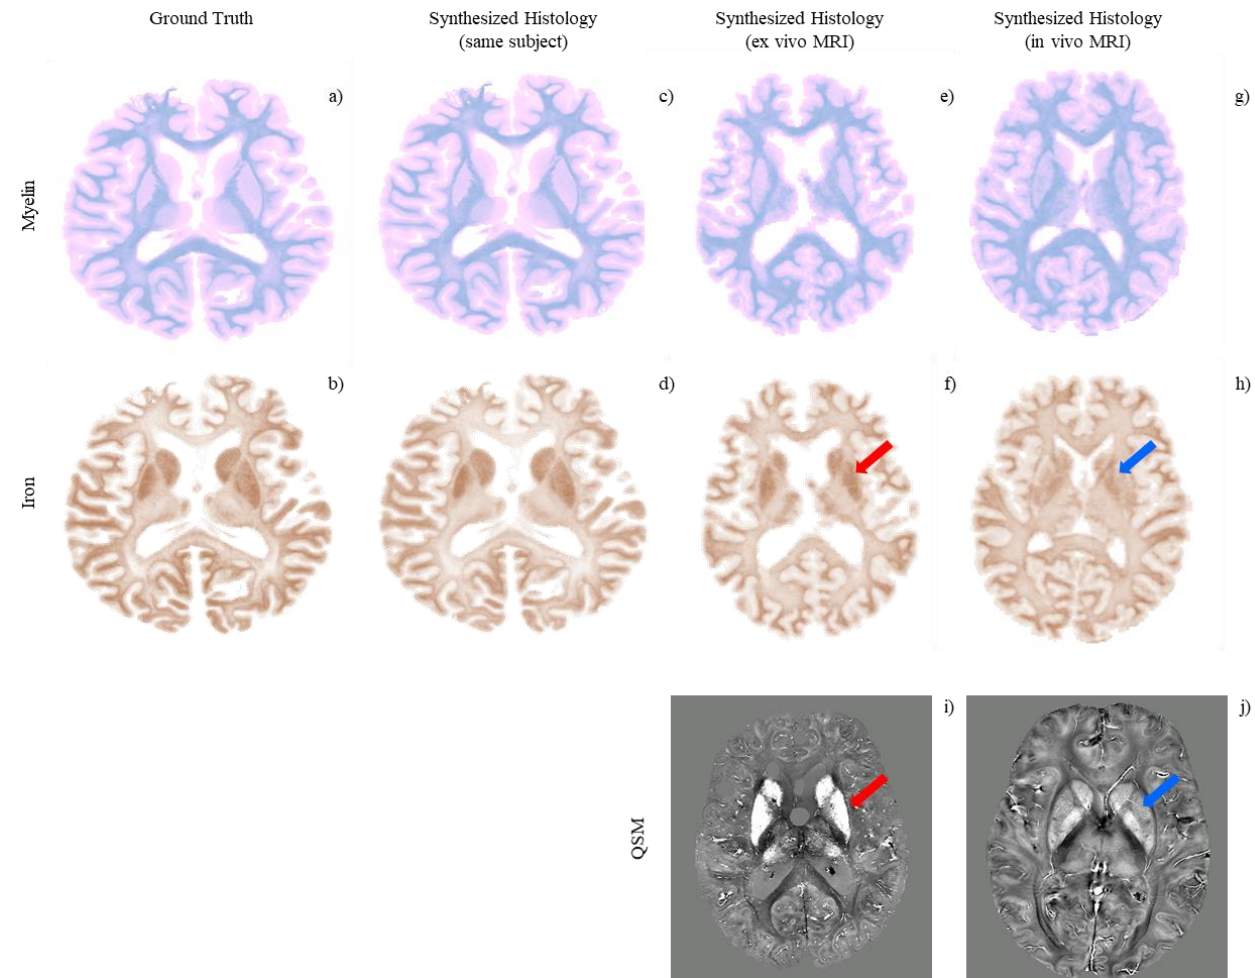 Ground Truth
Synthesized Histology
(same subject)
Synthesized Histology
(ex vivo MRI)
Synthesized Histology
(in vivo MRI)
Myelin
a)
c)
e)
g)
Iron
b)
d)
f)
h)
QSM
i)
j)